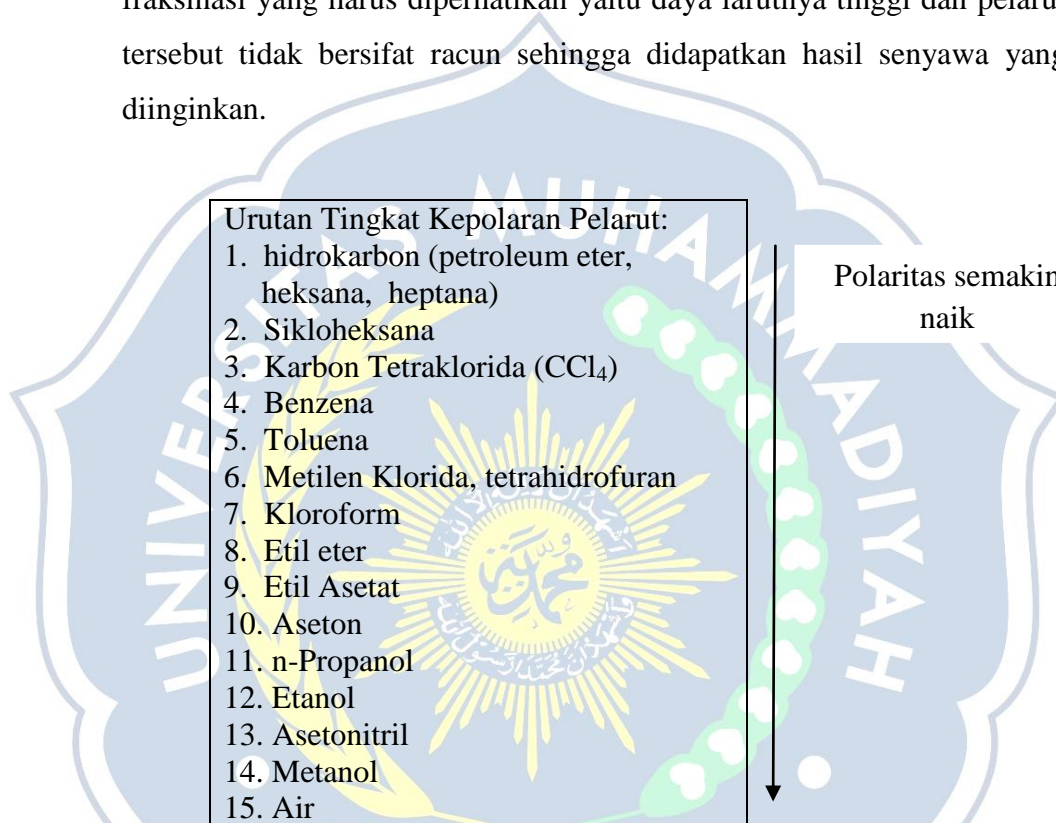 fraksinasi yang harus diperhatikan yaitu daya larutnya tinggi dan pelarut
tersebut tidak bersifat racun sehingga didapatkan hasil senyawa yang
diinginkan.
Urutan Tingkat Kepolaran Pelarut:
1. hidrokarbon (petroleum eter,
heksana, heptana)
2. Sikloheksana
3. Karbon Tetraklorida (CCl₄)
4. Benzena
5. Toluena
6. Metilen Klorida, tetrahidrofuran
7. Kloroform
8. Etil eter
9. Etil Asetat
10. Aseton
11. n-Propanol
12. Etanol
13. Asetonitril
14. Metanol
15. Air
Polaritas semakin
naik
UNIVERSITAS MUHAMMADIYAH